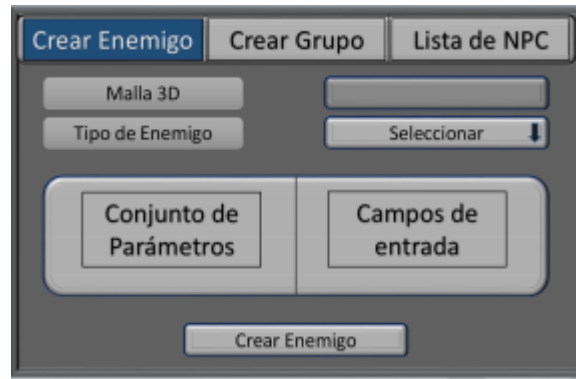 Crear Enemigo Crear Grupo Lista de NPC
Malla 3D
Tipo de Enemigo Seleccionar
Conjunto de Parámetros
Campos de entrada
Crear Enemigo